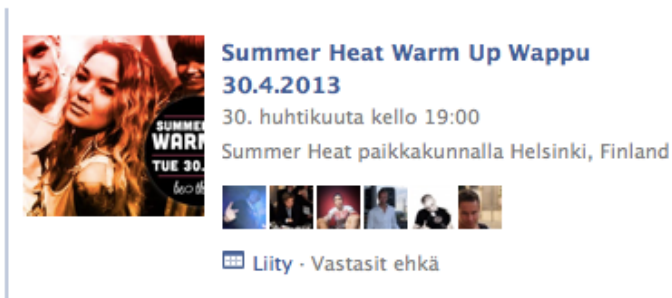 Summer Heat Warm Up Wappu
30.4.2013
30. huhtikuuta kello 19:00
Summer Heat paikkakunnalla Helsinki, Finland
SUMMER
WARM
TUE 30.
Liity · Vastasit ehkä